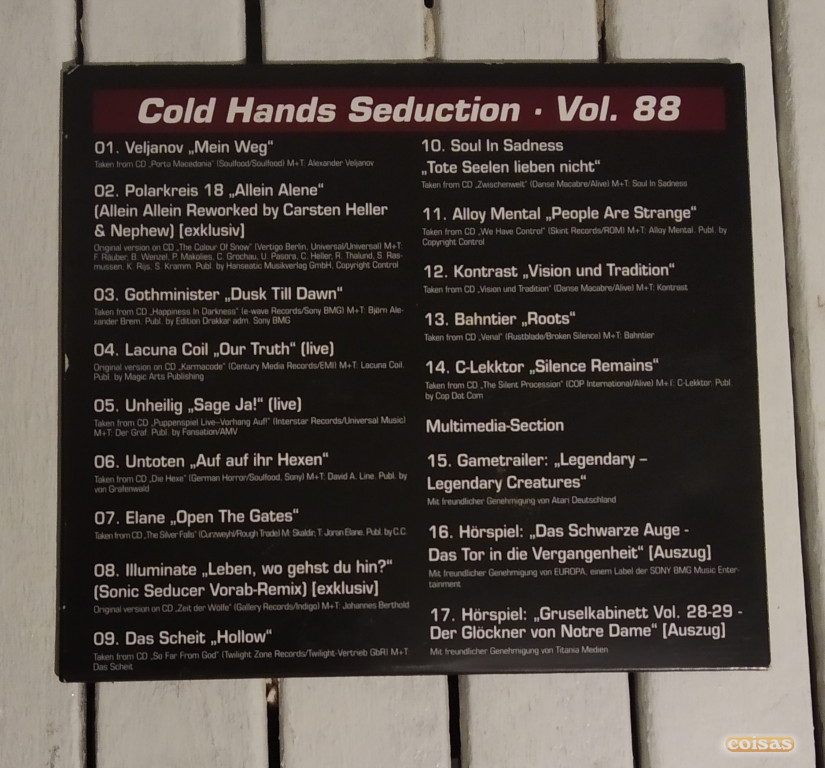 Cold Hands Seduction · Vol. 88
01. Veljanov „Mein Weg“
Taken from CD „Porta Macedonia“ (Soulfood/Soulfood) M+T: Alexander Veljanov
02. Polarkreis 18 „Allein Alene“
(Allein Allein Reworked by Carsten Heller
& Nephew) [exklusiv]
Original version on CD „The Colour Of Snow“ (Vertigo Berlin, Universal/Universal) M+T:
F. Räuber, B. Wenzel, P. Makolies, C. Grochau, U. Pasora, C. Heller, R. Thalund, S. Ras-
mussen, K. Rijs, S. Kramm. Publ. by Hanseatic Musikverlag GmbH, Copyright Control
03. Gothminister „Dusk Till Dawn“
Taken from CD „Happiness In Darkness“ (e-wave Records/Sony BMG) M+T: Bjørn Ale-
xander Brem. Publ. by Edition Drakkar adm. Sony BMG
04. Lacuna Coil „Our Truth“ (live)
Original version on CD „Karmacode“ (Century Media Records/EMI) M+T: Lacuna Coil.
Publ. by Magic Arts Publishing
05. Unheilig „Sage Ja!“ (live)
Taken from CD „Puppenspiel Live–Vorhang Auf!“ (Interstar Records/Universal Music)
M+T: Der Graf. Publ. by Fansation/AMV
06. Untoten „Auf auf ihr Hexen“
Taken from CD „Die Hexe“ (German Horror/Soulfood, Sony) M+T: David A. Line. Publ. by
von Grafenwald
07. Elane „Open The Gates“
Taken from CD „The Silver Falls“ (Curzweyhl/Rough Trade) M: Skaldir, T: Joran Elane. Publ. by C.C.
08. Illuminate „Leben, wo gehst du hin?“
(Sonic Seducer Vorab-Remix) [exklusiv]
Original version on CD „Zeit der Wölfe“ (Gallery Records/Indigo) M+T: Johannes Berthold
09. Das Scheit „Hollow“
Taken from CD „So Far From God“ (Twilight Zone Records/Twilight-Vertrieb GbR) M+T:
Das Scheit
10. Soul In Sadness
„Tote Seelen lieben nicht“
Taken from CD „Zwischenwelt“ (Danse Macabre/Alive) M+T: Soul In Sadness
11. Alloy Mental „People Are Strange“
Taken from CD „We Have Control“ (Skint Records/ROM) M+T: Alloy Mental. Publ. by
Copyright Control
12. Kontrast „Vision und Tradition“
Taken from CD „Vision und Tradition“ (Danse Macabre/Alive) M+T: Kontrast
13. Bahntier „Roots“
Taken from CD „Venal“ (Rustblade/Broken Silence) M+T: Bahntier
14. C-Lekktor „Silence Remains“
Taken from CD „The Silent Procession“ (COP International/Alive) M+T: C-Lekktor. Publ.
by Cop Dot Com
Multimedia-Section
15. Gametrailer: „Legendary –
Legendary Creatures“
Mit freundlicher Genehmigung von Atari Deutschland
16. Hörspiel: „Das Schwarze Auge -
Das Tor in die Vergangenheit“ [Auszug]
Mit freundlicher Genehmigung von EUROPA, einem Label der SONY BMG Music Enter-
tainment
17. Hörspiel: „Gruselkabinett Vol. 28-29 -
Der Glöckner von Notre Dame“ [Auszug]
Mit freundlicher Genehmigung von Titania Medien
eoisas